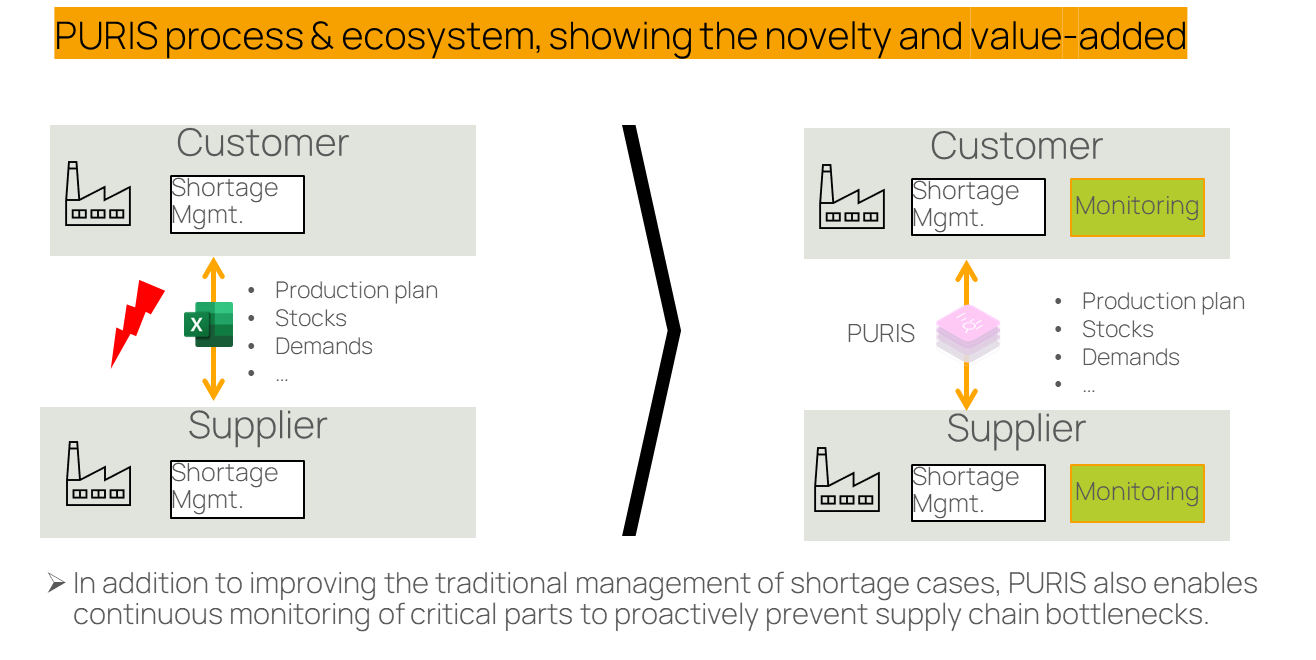 PURIS process & ecosystem, showing the novelty and value-added
Customer
Shortage
Mgmt.
X
• Production plan
• Stocks
• Demands
• ...
Supplier
Shortage
Mgmt.
Customer
Shortage
Mgmt.
Monitoring
PURIS
• Production plan
• Stocks
• Demands
• ...
Supplier
Shortage
Mgmt.
Monitoring
➢ In addition to improving the traditional management of shortage cases, PURIS also enables
continuous monitoring of critical parts to proactively prevent supply chain bottlenecks.